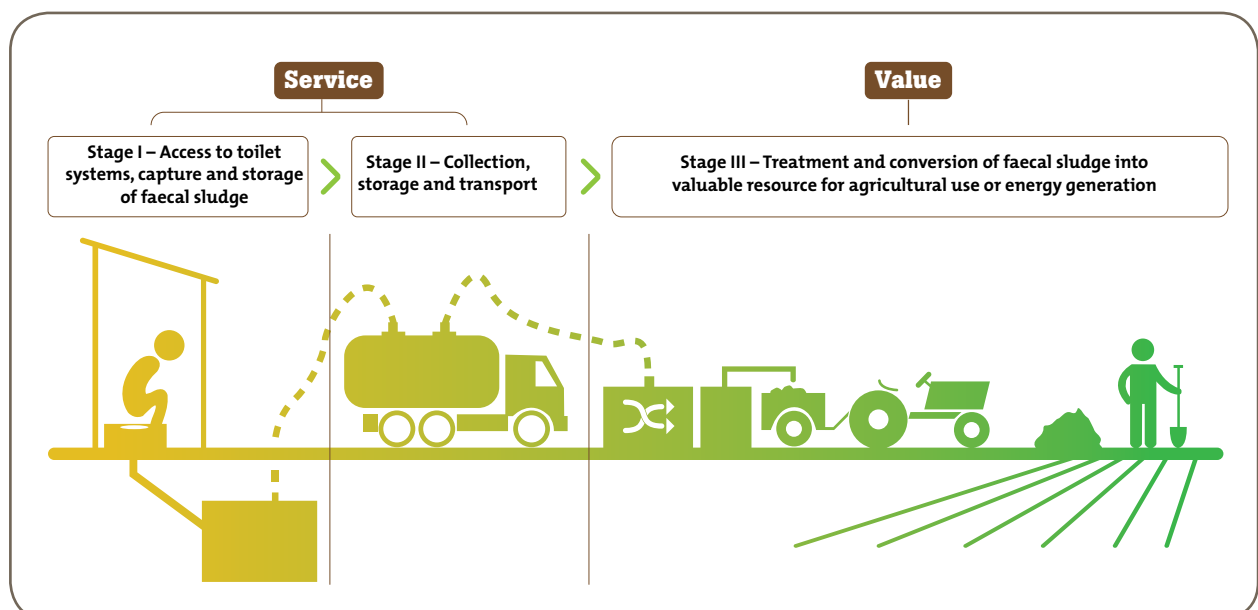 Service
Value
Stage I – Access to toilet
systems, capture and storage
of faecal sludge
Stage II – Collection,
storage and transport
Stage III – Treatment and conversion of faecal sludge into
valuable resource for agricultural use or energy generation